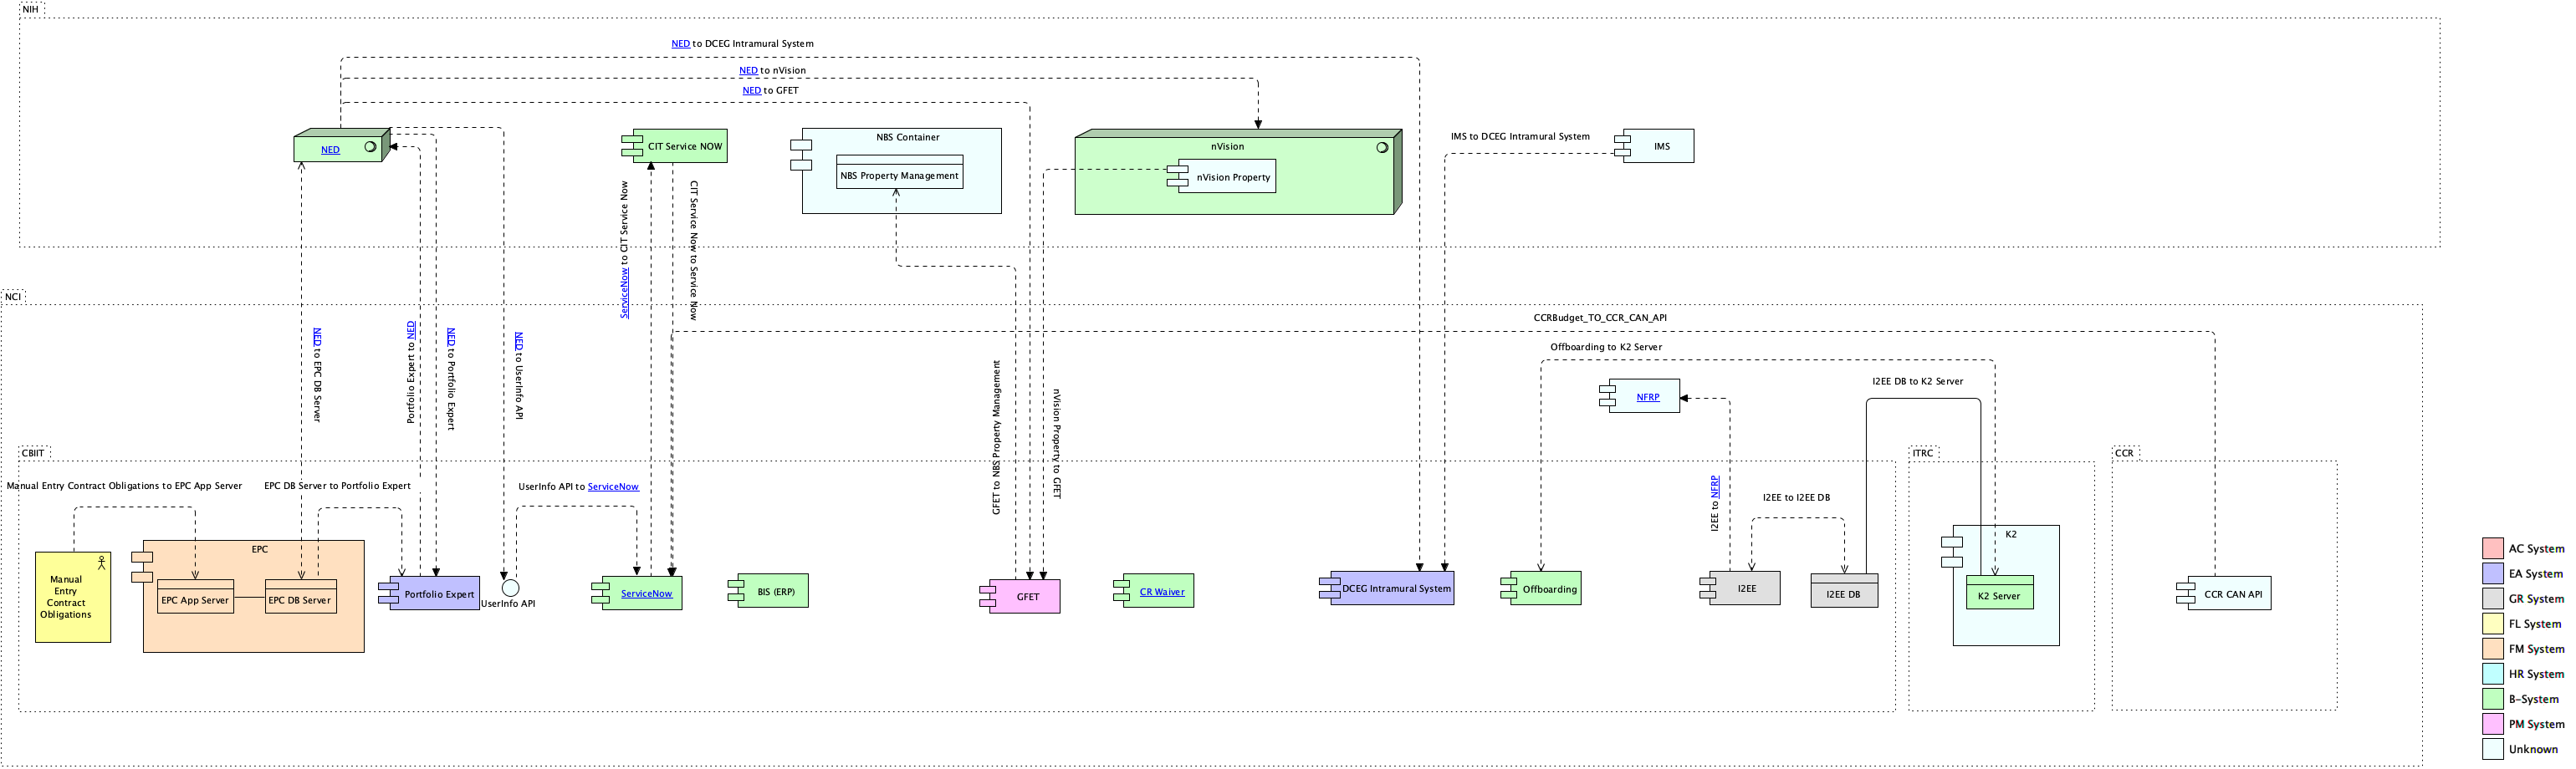 NIH
NED to DCEG Intramural System
NED to nVision
NED to GFET
NED
CIT Service NOW
NBS Container
NBS Property Management
nVision
nVision Property
IMS to DCEG Intramural System
IMS
ServiceNow to CIT Service Now
CIT Service Now to Service Now
NCI
NED to EPC DB Server
Portfolio Expert to NED
NED to Portfolio Expert
NED to UserInfo API
GFET to NBS Property Management
nVision Property to GFET
CCRBudget_TO_CCR_CAN_API
Offboarding to K2 Server
NFRP
I2EE DB to K2 Server
CBIIT
ITRC
CCR
Manual Entry Contract Obligations to EPC App Server
EPC DB Server to Portfolio Expert
UserInfo API to ServiceNow
I2EE to NFRP
I2EE to I2EE DB
Manual
Entry
Contract
Obligations
EPC
EPC App Server
EPC DB Server
Portfolio Expert
UserInfo API
ServiceNow
BIS (ERP)
GFET
CR Waiver
DCEG Intramural System
Offboarding
I2EE
I2EE DB
K2
K2 Server
CCR CAN API
AC System
EA System
GR System
FL System
FM System
HR System
B-System
PM System
Unknown